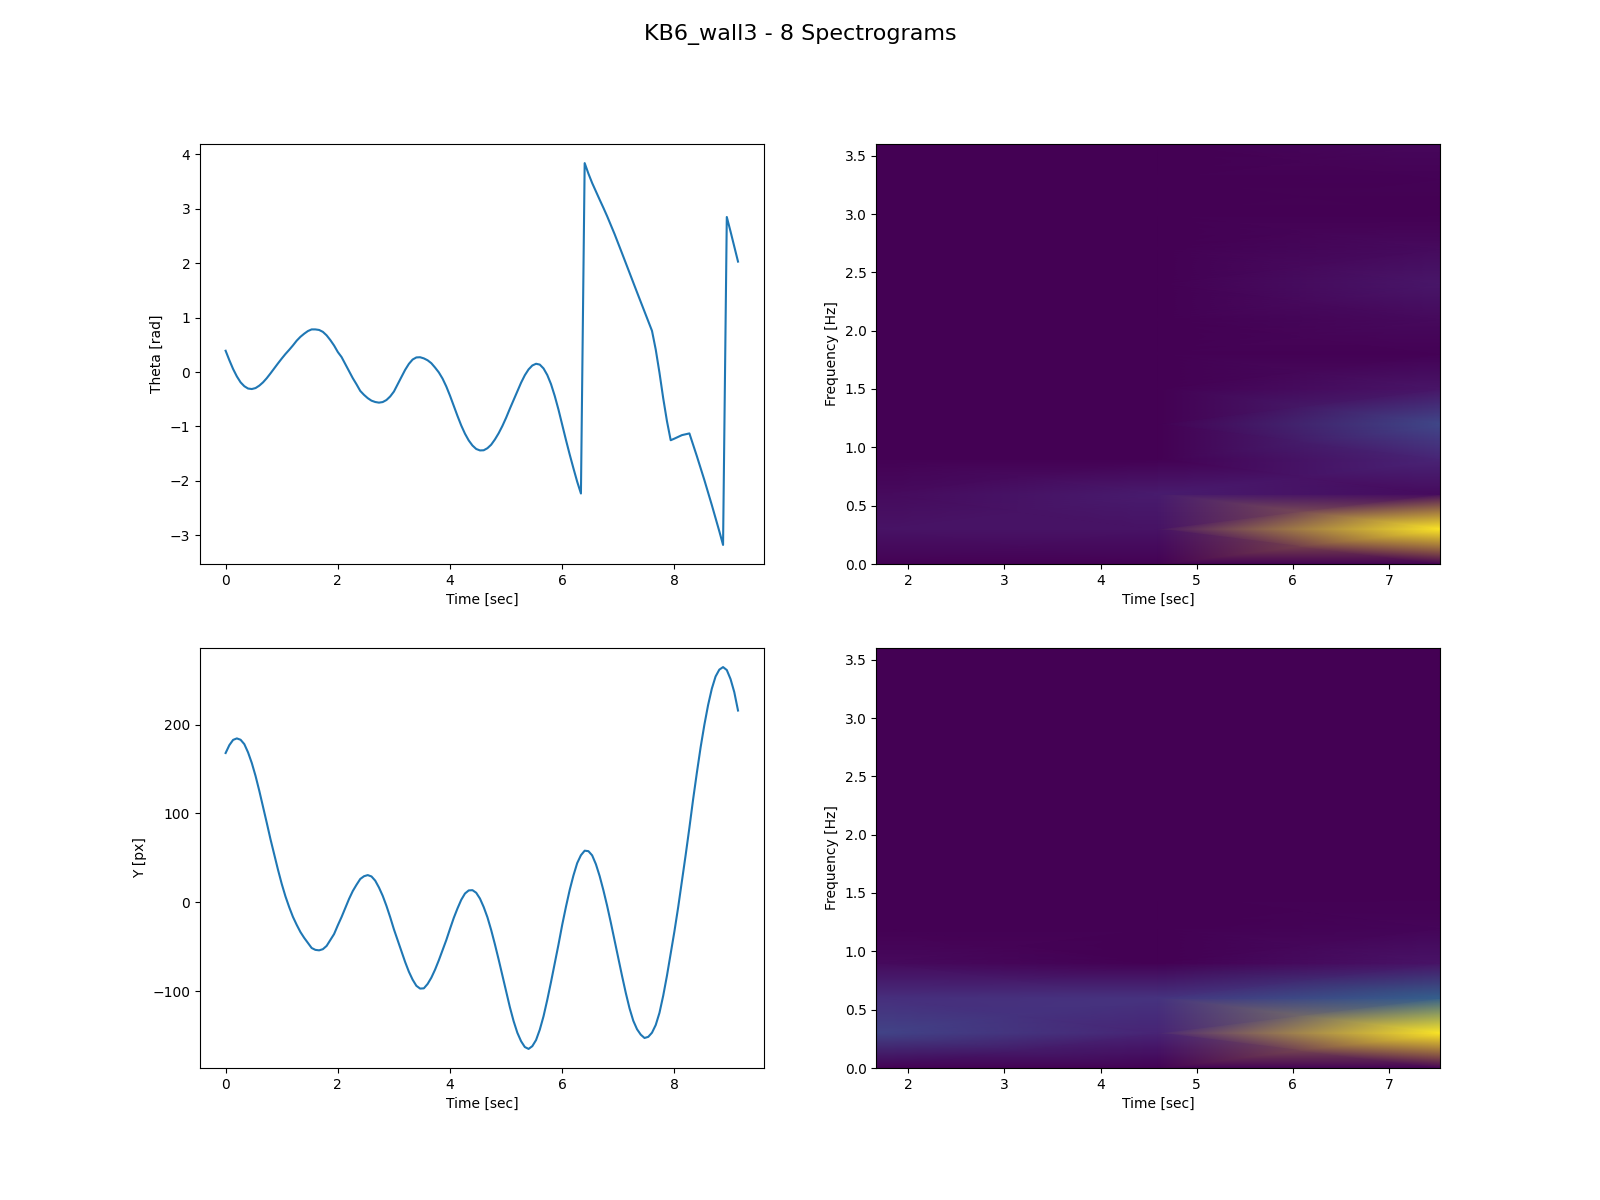 KB6_wall3 - 8 Spectrograms
4
3
2
1
0
−1
−2
−3
Theta [rad]
0 2 4 6 8
Time [sec]
3.5
3.0
2.5
2.0
1.5
1.0
0.5
0.0
Frequency [Hz]
2 3 4 5 6 7
Time [sec]
200
100
0
−100
Y [px]
0 2 4 6 8
Time [sec]
3.5
3.0
2.5
2.0
1.5
1.0
0.5
0.0
Frequency [Hz]
2 3 4 5 6 7
Time [sec]